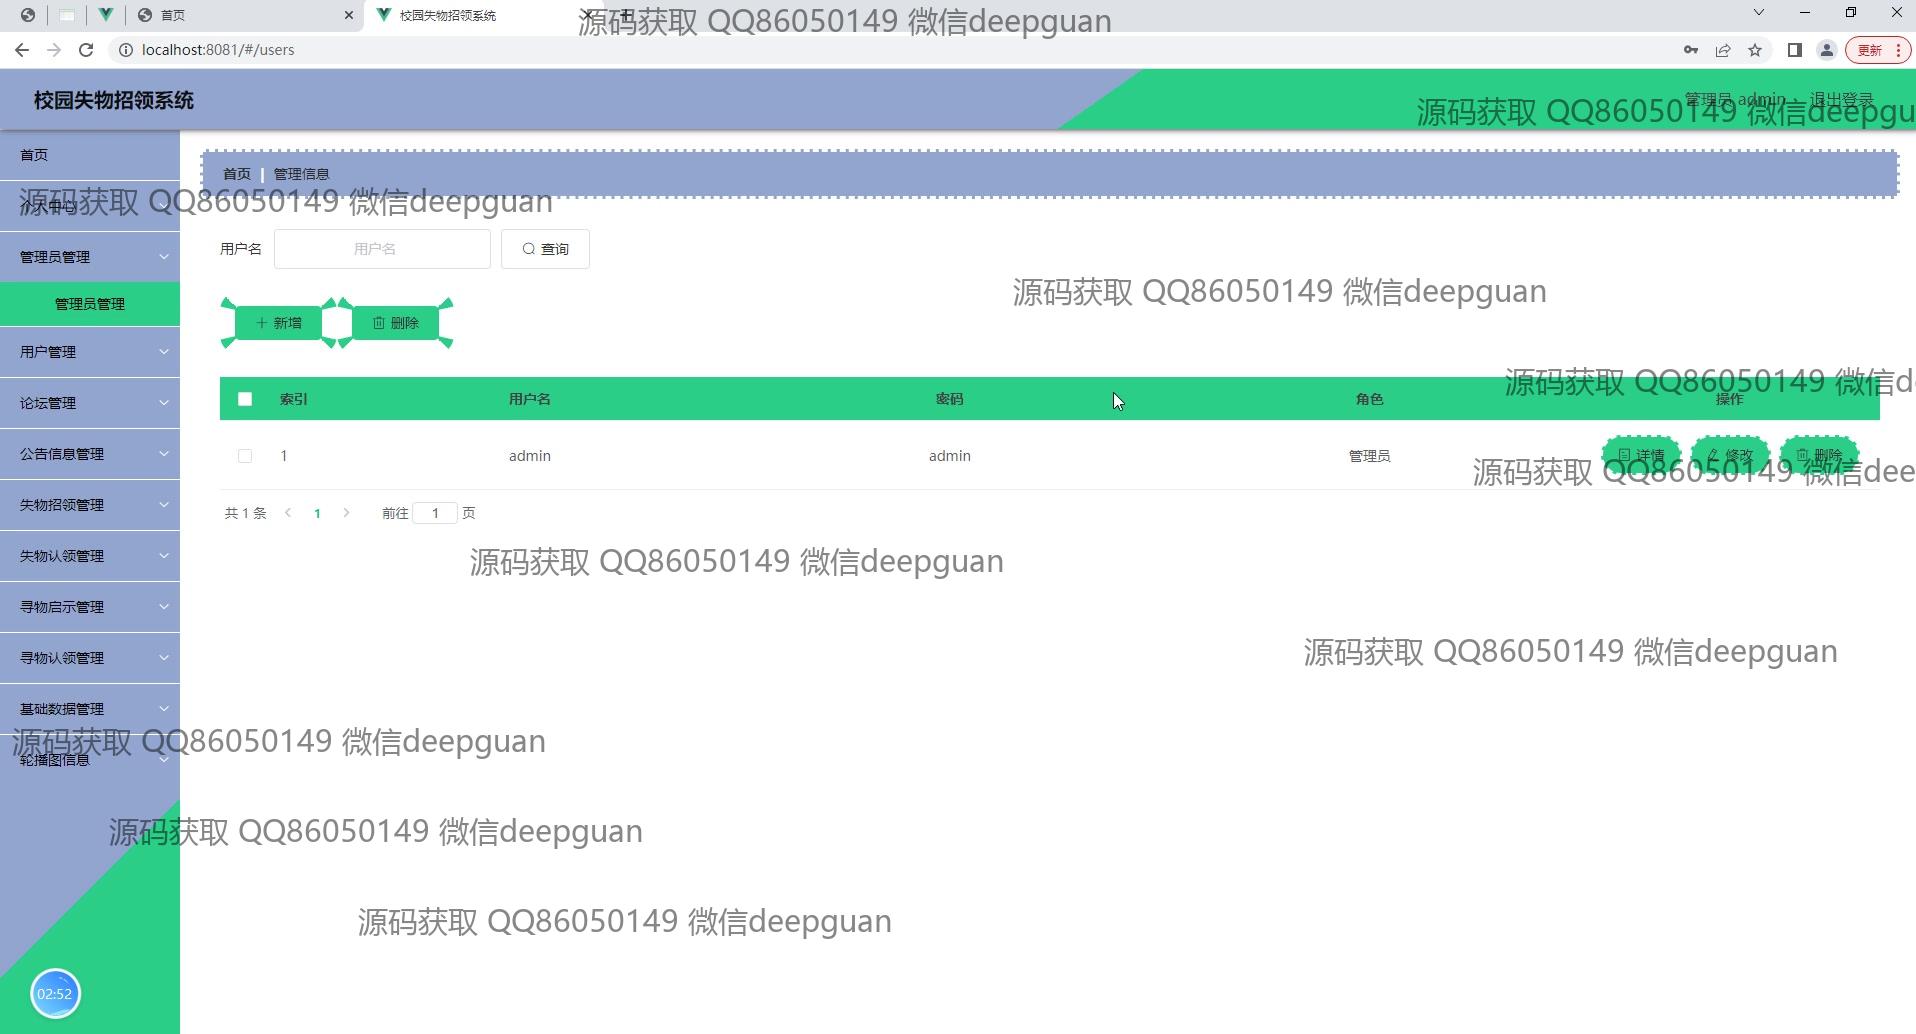 首页
校园失物招领系统
源码获取 QQ86050149 微信deepguan
localhost:8081/#/users
更新
校园失物招领系统
管理员 admin
退出登录
源码获取 QQ86050149 微信deepgu
首页
首页 | 管理信息
个人中心
源码获取 QQ86050149 微信deepguan
管理员管理
用户名
用户名
查询
源码获取 QQ86050149 微信deepguan
管理员管理
新增
删除
用户管理
源码获取 QQ86050149 微信d
索引
用户名
密码
角色
操作
论坛管理
公告信息管理
1
admin
admin
管理员
详情
修改
删除
源码获取 QQ86050149 微信dee
失物招领管理
共 1 条
1
前往 1 页
失物认领管理
源码获取 QQ86050149 微信deepguan
寻物启示管理
寻物认领管理
源码获取 QQ86050149 微信deepguan
基础数据管理
源码获取 QQ86050149 微信deepguan
轮播图信息
源码获取 QQ86050149 微信deepguan
源码获取 QQ86050149 微信deepguan
02:52